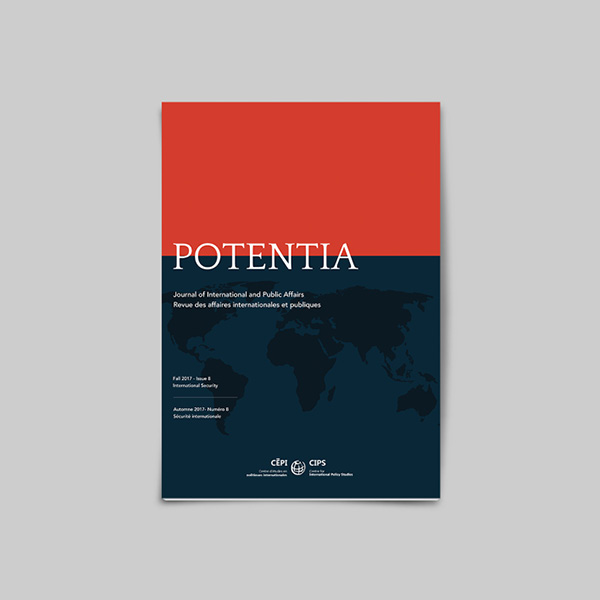 POTENTIA
Journal of International and Public Affairs
Revue des affaires internationales et publiques
Fall 2017 - Issue 8
International Security
Automne 2017- Numéro 8
Sécurité internationale
CÉPI
Centre d'études en
politiques internationales
CIPS
Centre for
International Policy Studies